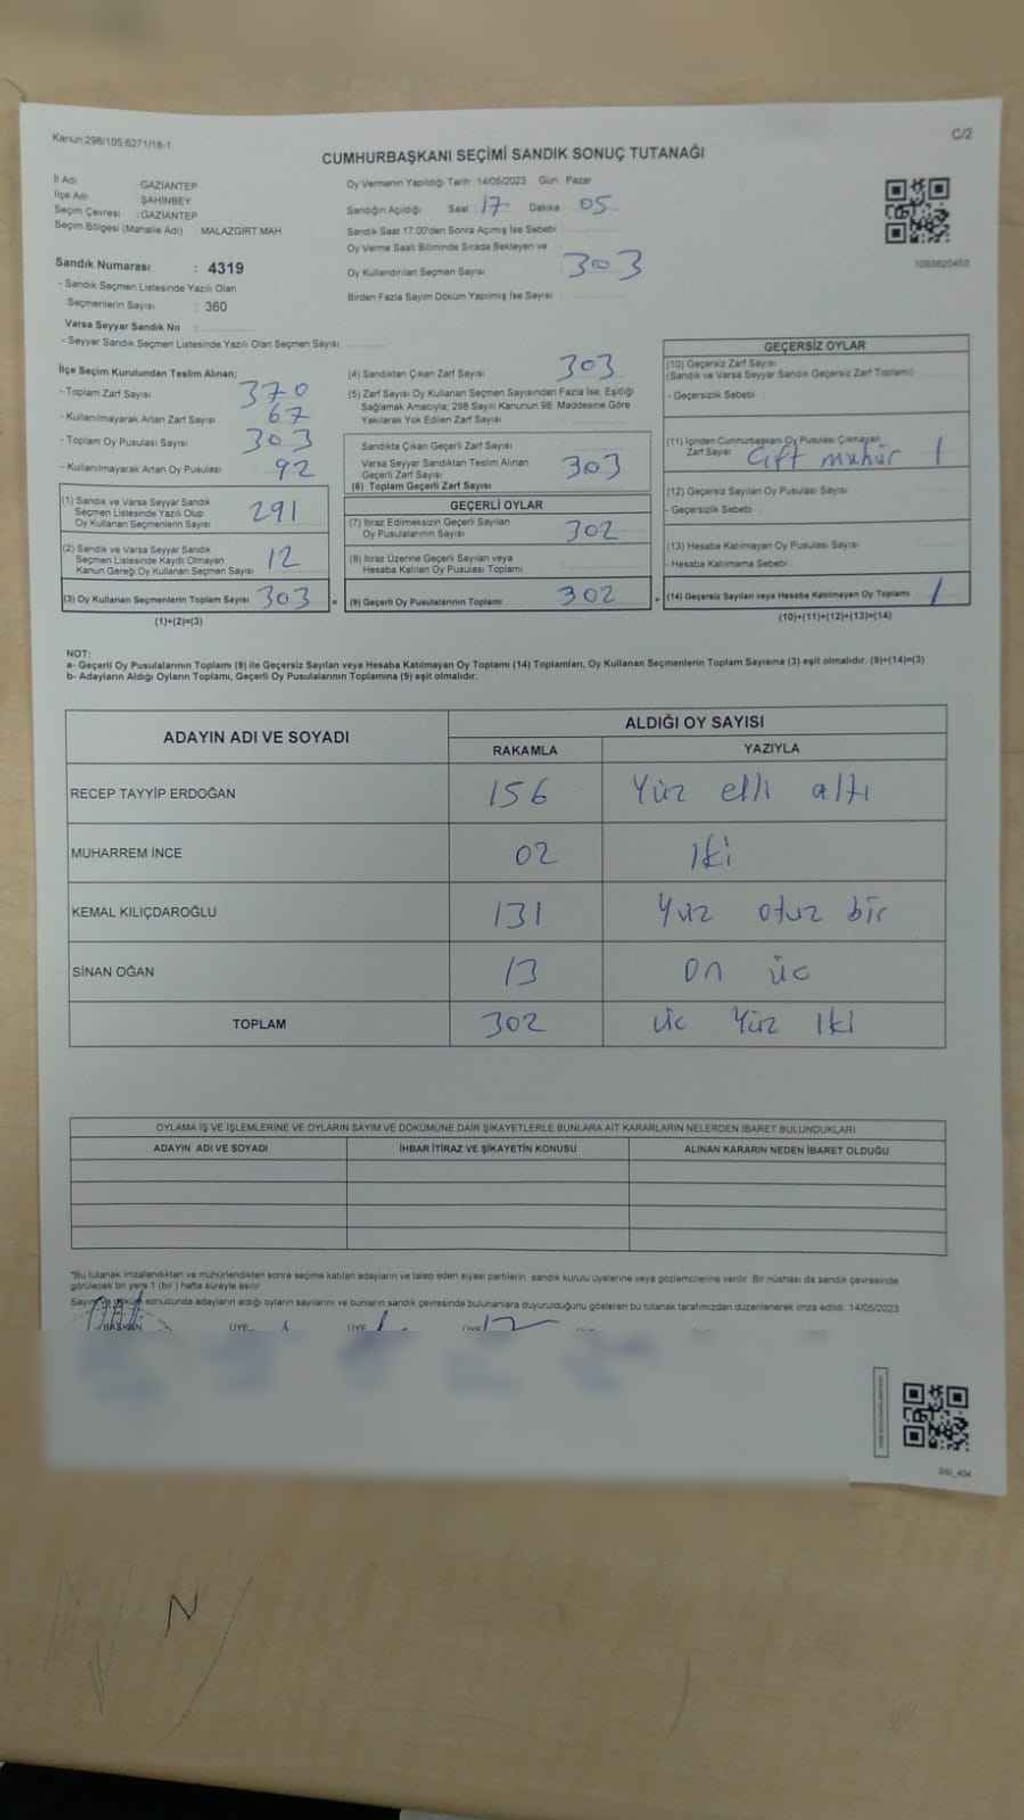 Kanun:298/105.6271/18-1
C/2
CUMHURBAŞKANI SEÇİMİ SANDIK SONUÇ TUTANAĞI
İl Adı GAZİANTEP
İlçe Adı ŞAHİNBEY
Seçim Çevresi :GAZİANTEP
Seçim Bölgesi (Mahalle Adı) MALAZGİRT MAH
Sandık Numarası : 4319
- Sandık Seçmen Listesinde Yazılı Olan
Seçmenlerin Sayısı : 360
Varsa Seyyar Sandık No :
- Seyyar Sandık Seçmen Listesinde Yazılı Olan Seçmen Sayısı
Oy Vermenin Yapıldığı Tarih: 14/05/2023 Gün: Pazar
Sandığın Açıldığı Saat 17 Dakika 05
Sandık Saat 17:00'den Sonra Açılmış İse Sebebi
Oy Verme Saati Bitiminde Sırada Bekleyen ve
Oy Kullandırılan Seçmen Sayısı 303
Birden Fazla Sayım Döküm Yapılmış İse Sayısı
İlçe Seçim Kurulundan Teslim Alınan;
- Toplam Zarf Sayısı 370
- Kullanılmayarak Artan Zarf Sayısı 67
- Toplam Oy Pusulası Sayısı 303
- Kullanılmayarak Artan Oy Pusulası 92
(1) Sandık ve Varsa Seyyar Sandık
Seçmen Listesinde Yazılı Olup
Oy Kullanan Seçmenlerin Sayısı 291
(2) Sandık ve Varsa Seyyar Sandık
Seçmen Listesinde Kayıtlı Olmayan
Kanun Gereği Oy Kullanan Seçmen Sayısı 12
(3) Oy Kullanan Seçmenlerin Toplam Sayısı 303
(1)+(2)=(3)
(4) Sandıktan Çıkan Zarf Sayısı 303
(5) Zarf Sayısı Oy Kullanan Seçmen Sayısından Fazla İse; Eşitliği
Sağlamak Amacıyla; 298 Sayılı Kanunun 98. Maddesine Göre
Yakılarak Yok Edilen Zarf Sayısı
Sandıkta Çıkan Geçerli Zarf Sayısı
Varsa Seyyar Sandıktan Teslim Alınan
Geçerli Zarf Sayısı
(6) Toplam Geçerli Zarf Sayısı 303
GEÇERLİ OYLAR
(7) İtiraz Edilmeksizin Geçerli Sayılan
Oy Pusulalarının Sayısı 302
(8) İtiraz Üzerine Geçerli Sayılan veya
Hesaba Katılan Oy Pusulası Toplamı
(9) Geçerli Oy Pusulalarının Toplamı 302
GEÇERSİZ OYLAR
(10) Geçersiz Zarf Sayısı
(Sandık ve Varsa Seyyar Sandık Geçersiz Zarf Toplamı)
- Geçersizlik Sebebi
(11) İçinden Cumhurbaşkanı Oy Pusulası Çıkmayan
Zarf Sayısı Çift mühür 1
(12) Geçersiz Sayılan Oy Pusulası Sayısı
- Geçersizlik Sebebi
(13) Hesaba Katılmayan Oy Pusulası Sayısı
- Hesaba Katılmama Sebebi
(14) Geçersiz Sayılan veya Hesaba Katılmayan Oy Toplamı 1
(10)+(11)+(12)+(13)=(14)
NOT:
a- Geçerli Oy Pusulalarının Toplamı (9) ile Geçersiz Sayılan veya Hesaba Katılmayan Oy Toplamı (14) Toplamları, Oy Kullanan Seçmenlerin Toplam Sayısına (3) eşit olmalıdır. (9)+(14)=(3)
b- Adayların Aldığı Oyların Toplamı, Geçerli Oy Pusulalarının Toplamına (9) eşit olmalıdır.
ADAYIN ADI VE SOYADI ALDIĞI OY SAYISI
RAKAMLA YAZIYLA
RECEP TAYYİP ERDOĞAN 156 Yüz elli altı
MUHARREM İNCE 02 İki
KEMAL KILIÇDAROĞLU 131 Yüz otuz bir
SİNAN OĞAN 13 on üc
TOPLAM 302 üc Yüz İki
OYLAMA İŞ VE İŞLEMLERİNE VE OYLARIN SAYIM VE DÖKÜMÜNE DAİR ŞİKAYETLERLE BUNLARA AİT KARARLARIN NELERDEN İBARET BULUNDUKLARI
ADAYIN ADI VE SOYADI İHBAR İTİRAZ VE ŞİKAYETİN KONUSU ALINAN KARARIN NEDEN İBARET OLDUĞU
*Bu tutanak imzalandıktan ve mühürlendikten sonra seçime katılan adayların ve talep eden siyasi partilerin, sandık kurulu üyelerine veya gözlemcilerine verilir. Bir nüshası da sandık çevresinde
görülecek bir yere 1 (bir) hafta süreyle asılır.
sonucunda adayların aldığı oyların sayılarını ve bunların sandık çevresinde bulunanlara duyurulduğunu gösteren bu tutanak tarafımızdan düzenlenerek imza edildi. 14/05/2023
BAŞKAN ÜYE ÜYE
N